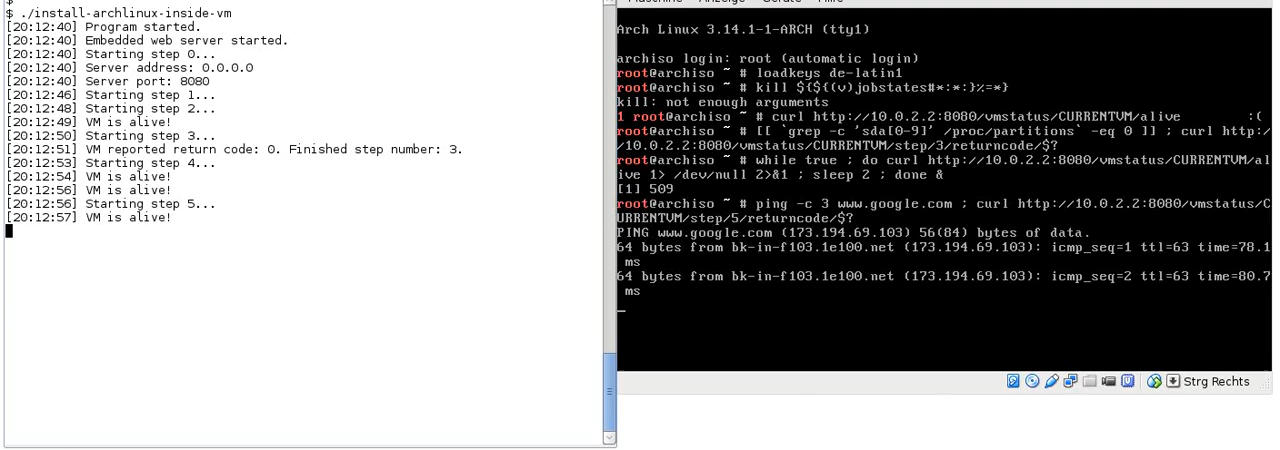 $ ./install-archlinux-inside-vm
[20:12:40] Program started.
[20:12:40] Embedded web server started.
[20:12:40] Starting step 0...
[20:12:40] Server address: 0.0.0.0
[20:12:40] Server port: 8080
[20:12:46] Starting step 1...
[20:12:48] Starting step 2...
[20:12:49] VM is alive!
[20:12:50] Starting step 3...
[20:12:51] VM reported return code: 0. Finished step number: 3.
[20:12:53] Starting step 4...
[20:12:54] VM is alive!
[20:12:56] VM is alive!
[20:12:56] Starting step 5...
[20:12:57] VM is alive!
Maschine Anzeige Geräte Hilfe
Arch Linux 3.14.1-1-ARCH (tty1)
archiso login: root (automatic login)
root@archiso ~ # loadkeys de-latin1
root@archiso ~ # kill ${${(v)jobstates#*:*:}%=*}
kill: not enough arguments
1 root@archiso ~ # curl http://10.0.2.2:8080/vmstatus/CURRENTVM/alive :(
root@archiso ~ # [[ `grep -c 'sda[0-9]' /proc/partitions` -eq 0 ]] ; curl http:/
/10.0.2.2:8080/vmstatus/CURRENTVM/step/3/returncode/$?
root@archiso ~ # while true ; do curl http://10.0.2.2:8080/vmstatus/CURRENTVM/al
ive 1> /dev/null 2>&1 ; sleep 2 ; done &
[1] 509
root@archiso ~ # ping -c 3 www.google.com ; curl http://10.0.2.2:8080/vmstatus/C
URRENTVM/step/5/returncode/$?
PING www.google.com (173.194.69.103) 56(84) bytes of data.
64 bytes from bk-in-f103.1e100.net (173.194.69.103): icmp_seq=1 ttl=63 time=78.1
ms
64 bytes from bk-in-f103.1e100.net (173.194.69.103): icmp_seq=2 ttl=63 time=80.7
ms
Strg Rechts